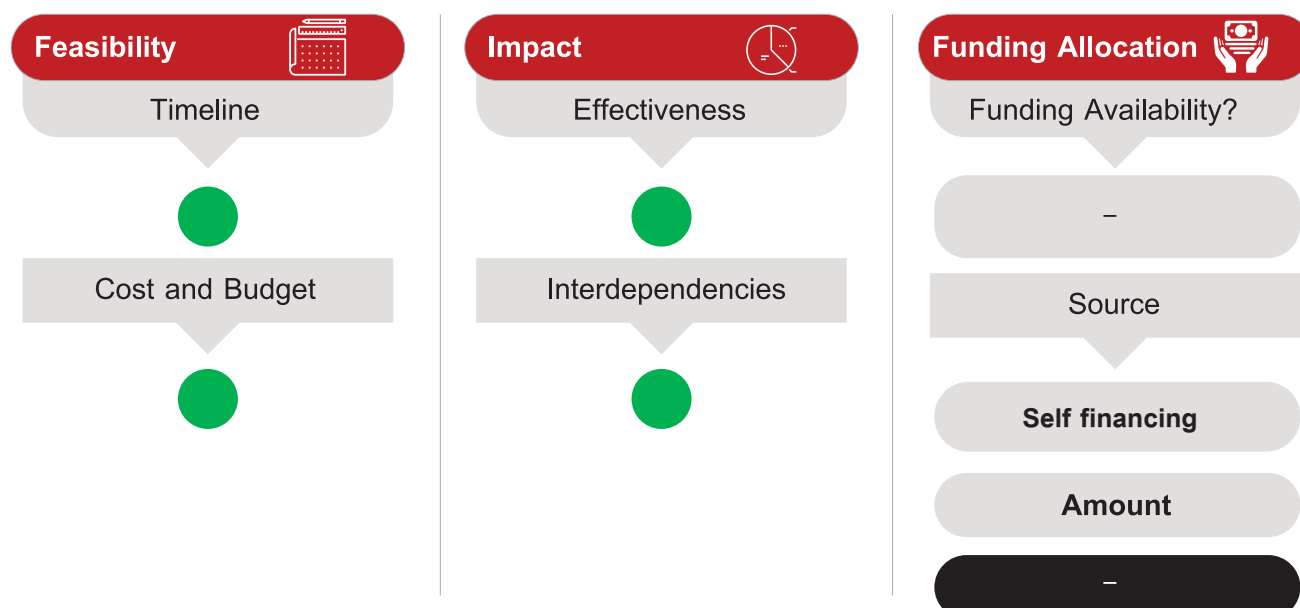 Feasibility
Timeline
Cost and Budget
Impact
Effectiveness
Interdependencies
Funding Allocation
Funding Availability?
–
Source
Self financing
Amount
–